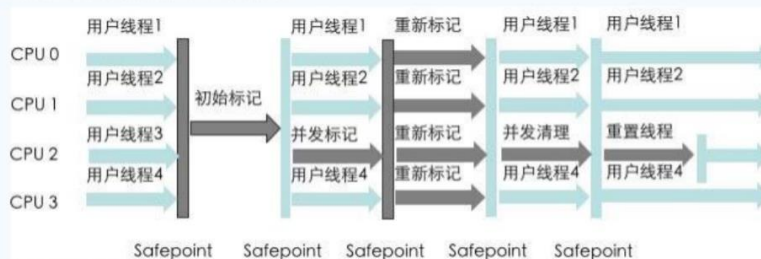 用户线程1 用户线程1 重新标记 用户线程1 用户线程1
CPU 0
用户线程2 用户线程2 重新标记 用户线程2 用户线程2
CPU 1
初始标记
用户线程3 并发标记 重新标记 并发清理 重置线程
CPU 2
用户线程4 用户线程4 重新标记 用户线程4 用户线程4
CPU 3
Safepoint Safepoint Safepoint Safepoint Safepoint